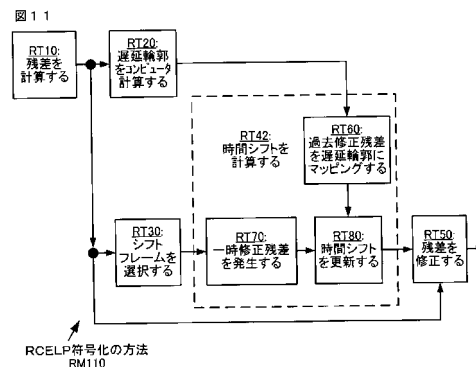 図１１
RT10:
残差を
計算する
RT20:
遅延輪郭
をコンピュータ
計算する
RT42:
時間シフトを
計算する
RT60:
過去修正残差
を遅延輪郭に
マッピングする
RT30:
シフト
フレームを
選択する
RT70:
一時修正残差
を発生する
RT80:
時間シフト
を更新する
RT50:
残差を
修正する
RCELP符号化の方法
RM110